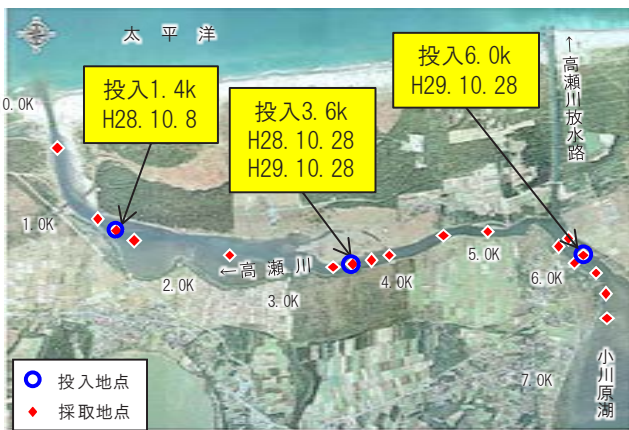 太平洋
投入6.0k
H29.10.28
投入1.4k
H28.10.8
投入3.6k
H28.10.28
H29.10.28
↑高瀬川放水路
0.0K
1.0K
2.0K
←高瀬川
3.0K
4.0K
5.0K
6.0K
7.0K
小川原湖
投入地点
採取地点